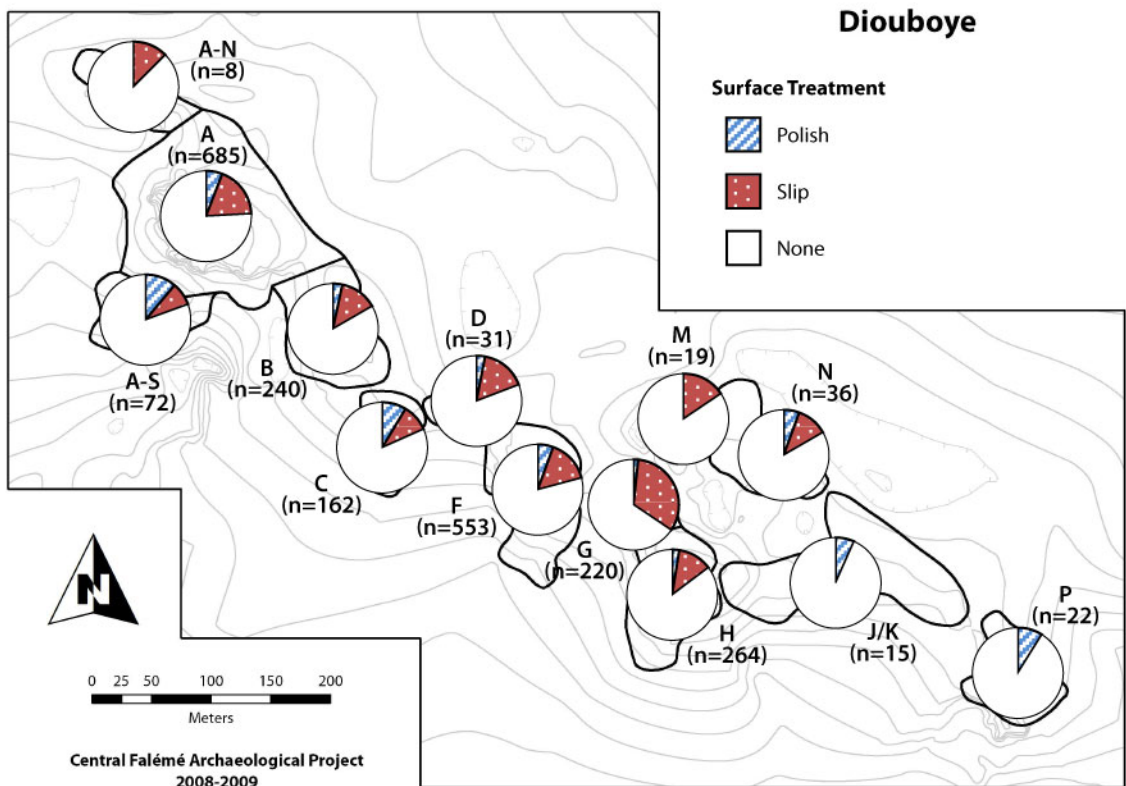 Diouboye
Surface Treatment
Polish
Slip
None
A-N
(n=8)
A
(n=685)
A-S
(n=72)
B
(n=240)
C
(n=162)
D
(n=31)
F
(n=553)
G
(n=220)
H
(n=264)
M
(n=19)
N
(n=36)
J/K
(n=15)
P
(n=22)
N
0 25 50 100 150 200
Meters
Central Falémé Archaeological Project
2008-2009